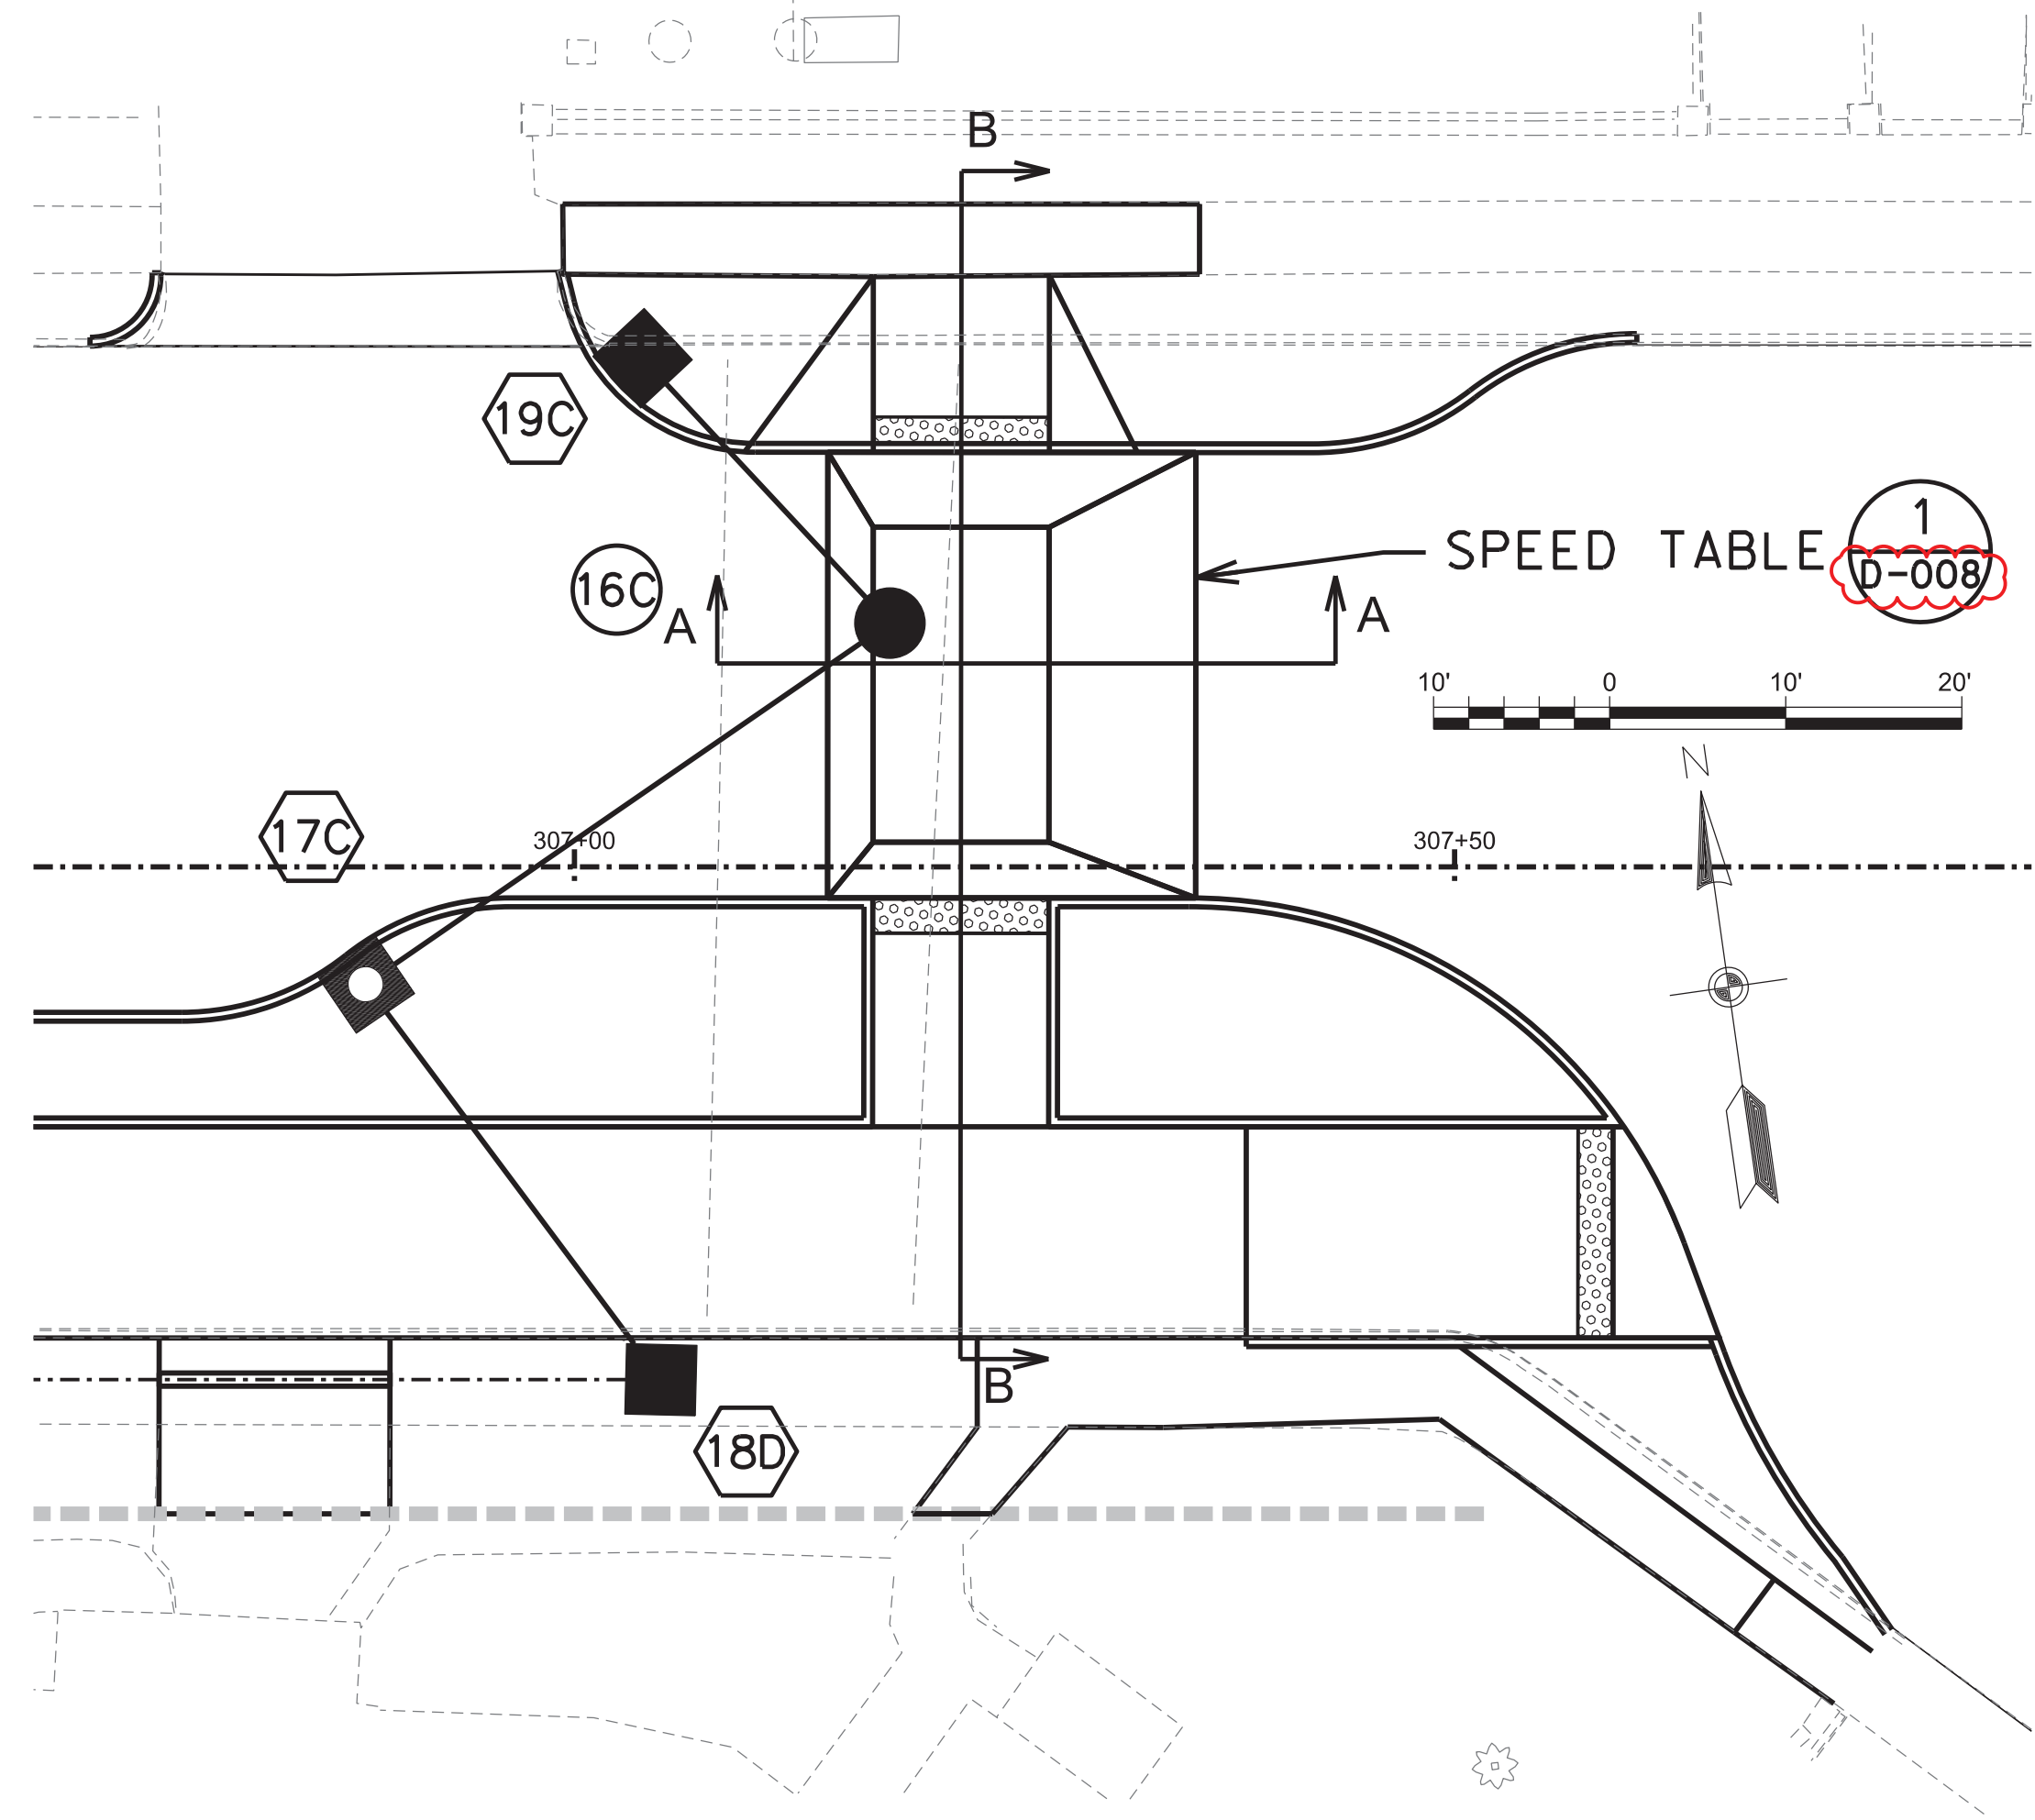 B
19C
1
SPEED TABLE
D-008
16C
A
A
10' 0 10' 20'
N
17C
307+00
307+50
B
18D